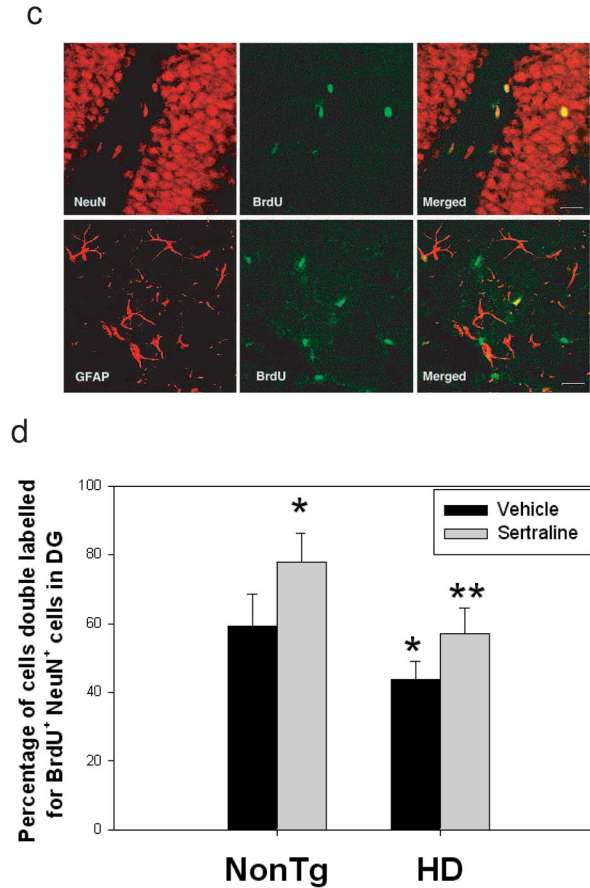 c
NeuN BrdU Merged
GFAP BrdU Merged
d
Percentage of cells double labelled
for BrdU⁺ NeuN⁺ cells in DG
100
80
60
40
20
0
*
*
**
Vehicle
Sertraline
NonTg HD